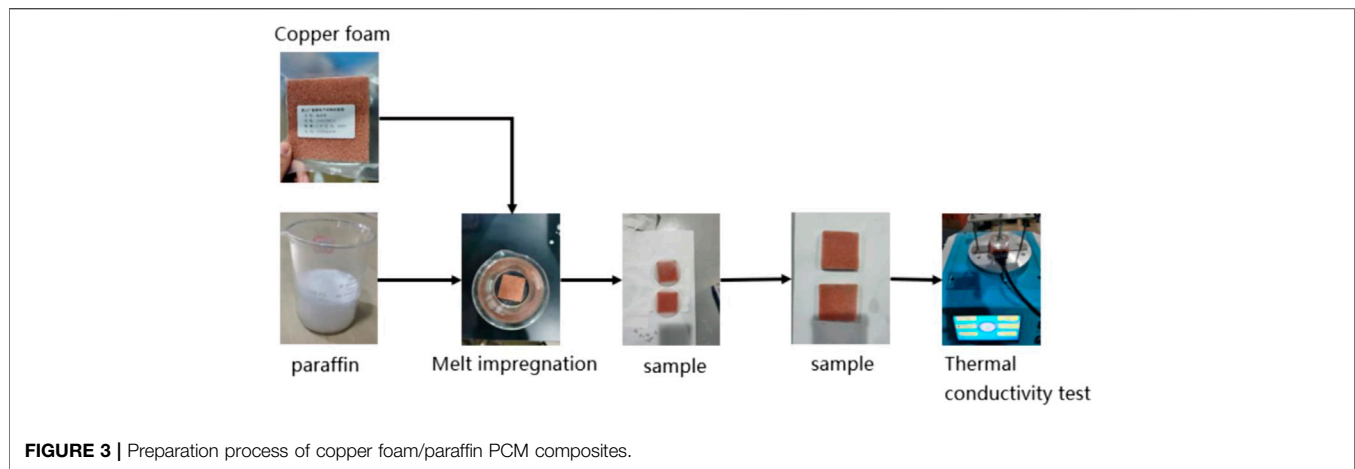 Copper foam
paraffin
Melt impregnation
sample
sample
Thermal
conductivity test
FIGURE 3 | Preparation process of copper foam/paraffin PCM composites.